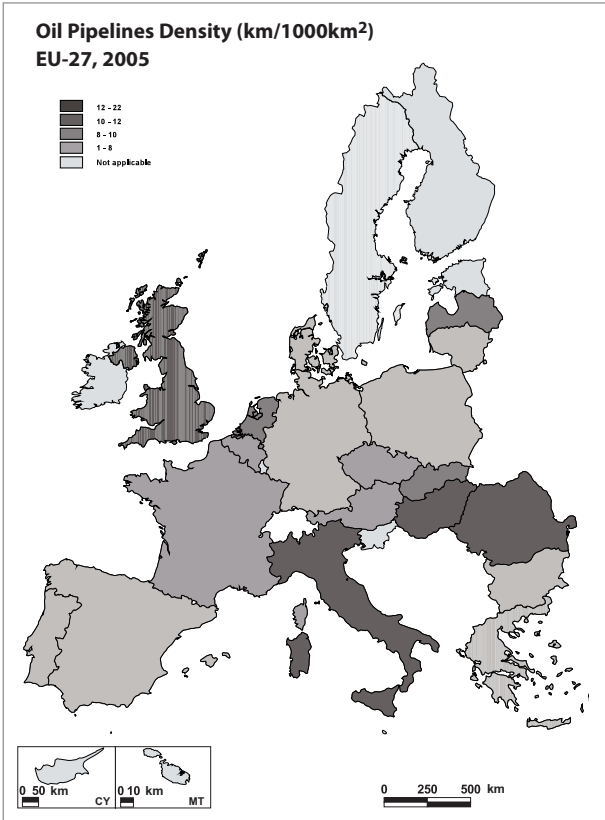 Oil Pipelines Density (km/1000km²)
EU-27, 2005
12 – 22
10 – 12
8 – 10
1 – 8
Not applicable
0 50 km
CY
0 10 km
MT
0 250 500 km